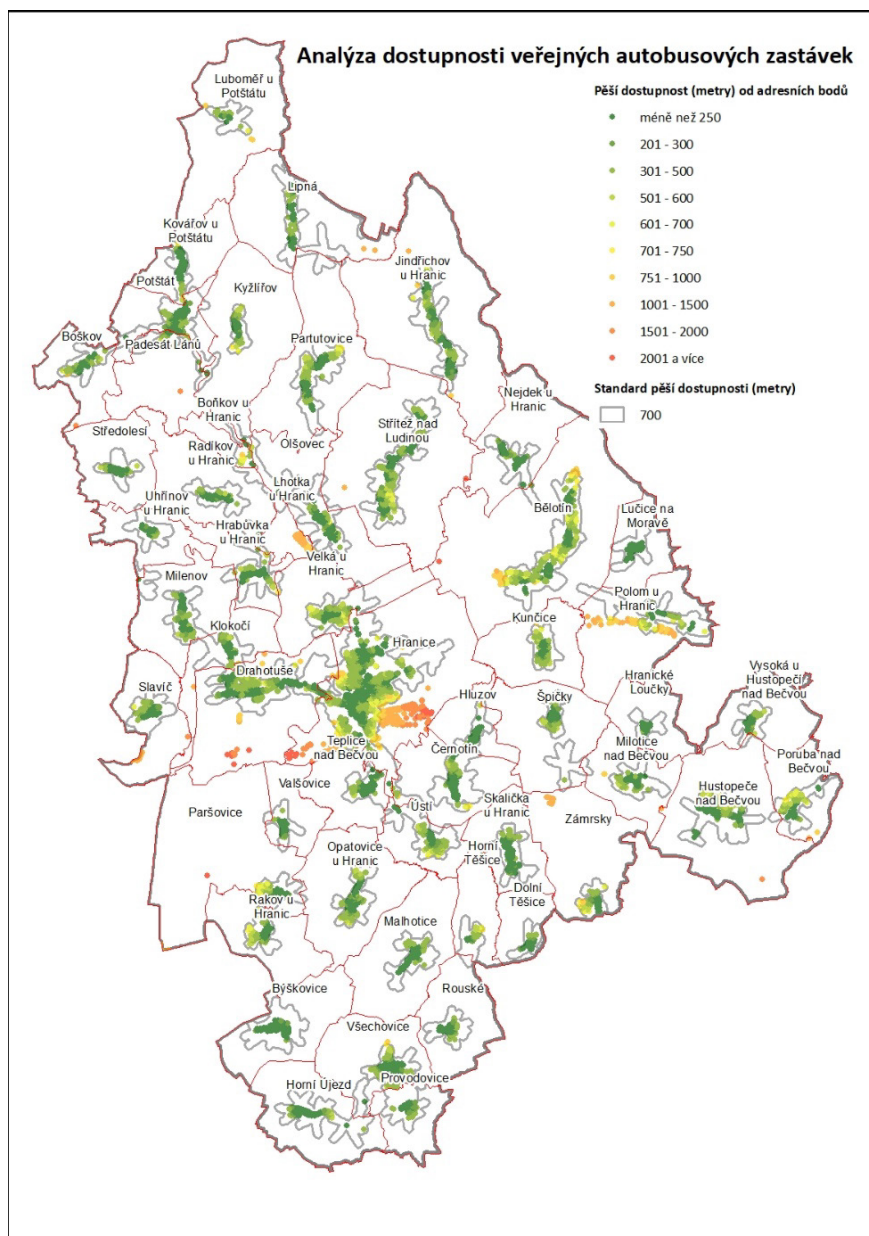 Analýza dostupnosti veřejných autobusových zastávek
Pěší dostupnost (metry) od adresních bodů
méně než 250
201 - 300
301 - 500
501 - 600
601 - 700
701 - 750
751 - 1000
1001 - 1500
1501 - 2000
2001 a více
Standard pěší dostupnosti (metry)
700
Luboměř u
Potštátu
Lipná
Kovářov u
Potštátu
Jindřichov
u Hranic
Potštát
Kyžlířov
Boškov
Padesát Lánů
Partutovice
Boňkov u
Hranic
Nejdek u
Hranic
Středolesí
Radíkov
u Hranic
Olšovec
Střítež nad
Ludinou
Uhřínov
u Hranic
Lhotka
u Hranic
Bělotín
Lučice na
Moravě
Hrabůvka
u Hranic
Velká u
Hranic
Milenov
Polom u
Hranic
Klokočí
Kunčice
Hranice
Drahotuše
Slavíč
Hluzov
Špičky
Hranické
Loučky
Vysoká u
Hustopečí
nad Bečvou
Teplice
nad Bečvou
Černotín
Milotice
nad Bečvou
Poruba nad
Bečvou
Valšovice
Hustopeče
nad Bečvou
Paršovice
Ústí
Skalička
u Hranic
Zámrsky
Opatovice
u Hranic
Horní
Těšice
Rakov u
Hranic
Dolní
Těšice
Malhotice
Býškovice
Rouské
Všechovice
Horní Újezd
Provodovice